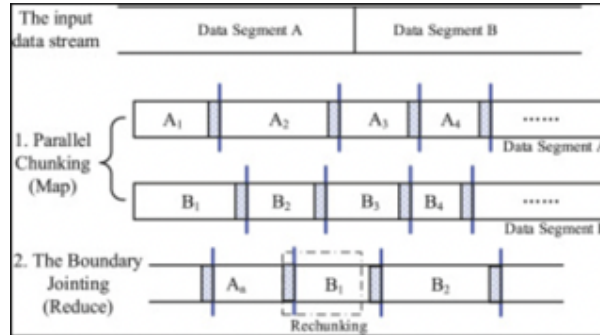 The input
data stream
Data Segment A
Data Segment B
1. Parallel
Chunking
(Map)
A1
A2
A3
A4
......
Data Segment A
B1
B2
B3
B4
......
Data Segment
2. The Boundary
Jointing
(Reduce)
An
B1
B2
Rechunking